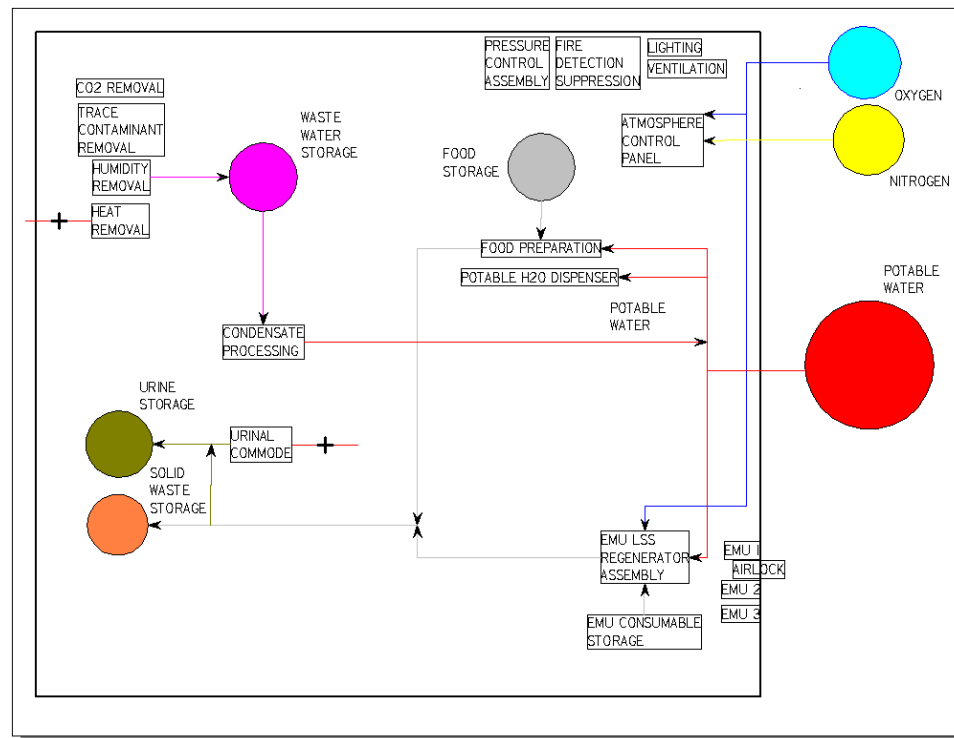 PRESSURE
CONTROL
ASSEMBLY
FIRE
DETECTION
SUPPRESSION
LIGHTING
VENTILATION
OXYGEN
CO2 REMOVAL
TRACE
CONTAMINANT
REMOVAL
HUMIDITY
REMOVAL
HEAT
REMOVAL
WASTE
WATER
STORAGE
FOOD
STORAGE
ATMOSPHERE
CONTROL
PANEL
NITROGEN
FOOD PREPARATION
POTABLE H2O DISPENSER
POTABLE
WATER
POTABLE
WATER
CONDENSATE
PROCESSING
URINE
STORAGE
URINAL
COMMODE
SOLID
WASTE
STORAGE
EMU LSS
REGENERATOR
ASSEMBLY
EMU 1
AIRLOCK
EMU 2
EMU 3
EMU CONSUMABLE
STORAGE